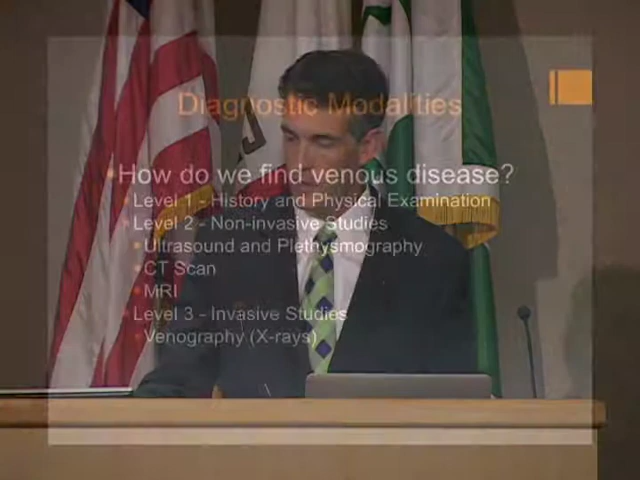 Diagnostic Modalities
How do we find venous disease?
Level 1 - History and Physical Examination
Level 2 - Non-invasive Studies
Ultrasound and Plethysmography
CT Scan
MRI
Level 3 - Invasive Studies
Venography (X-rays)